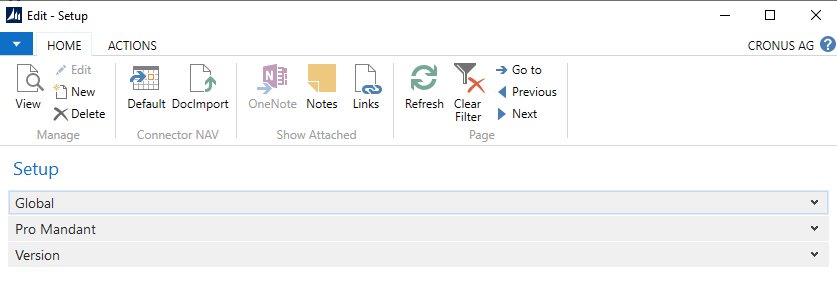 Edit - Setup
HOME ACTIONS CRONUS AG ?
View Edit New Delete
Manage
Default DocImport
Connector NAV
OneNote Notes Links
Show Attached
Refresh Clear Filter Go to Previous Next
Page
Setup
Global
Pro Mandant
Version